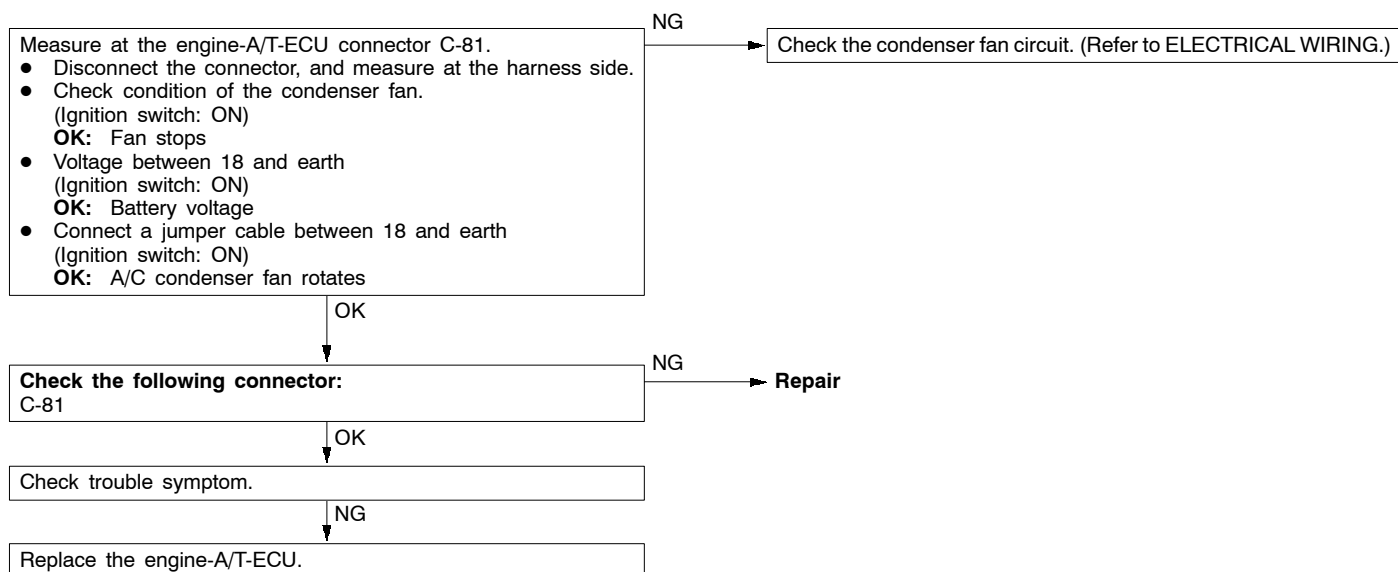 NG
Measure at the engine-A/T-ECU connector C-81.
● Disconnect the connector, and measure at the harness side.
● Check condition of the condenser fan.
(Ignition switch: ON)
OK: Fan stops
● Voltage between 18 and earth
(Ignition switch: ON)
OK: Battery voltage
● Connect a jumper cable between 18 and earth
(Ignition switch: ON)
OK: A/C condenser fan rotates
Check the condenser fan circuit. (Refer to ELECTRICAL WIRING.)
OK
Check the following connector:
C-81
NG
Repair
OK
Check trouble symptom.
NG
Replace the engine-A/T-ECU.